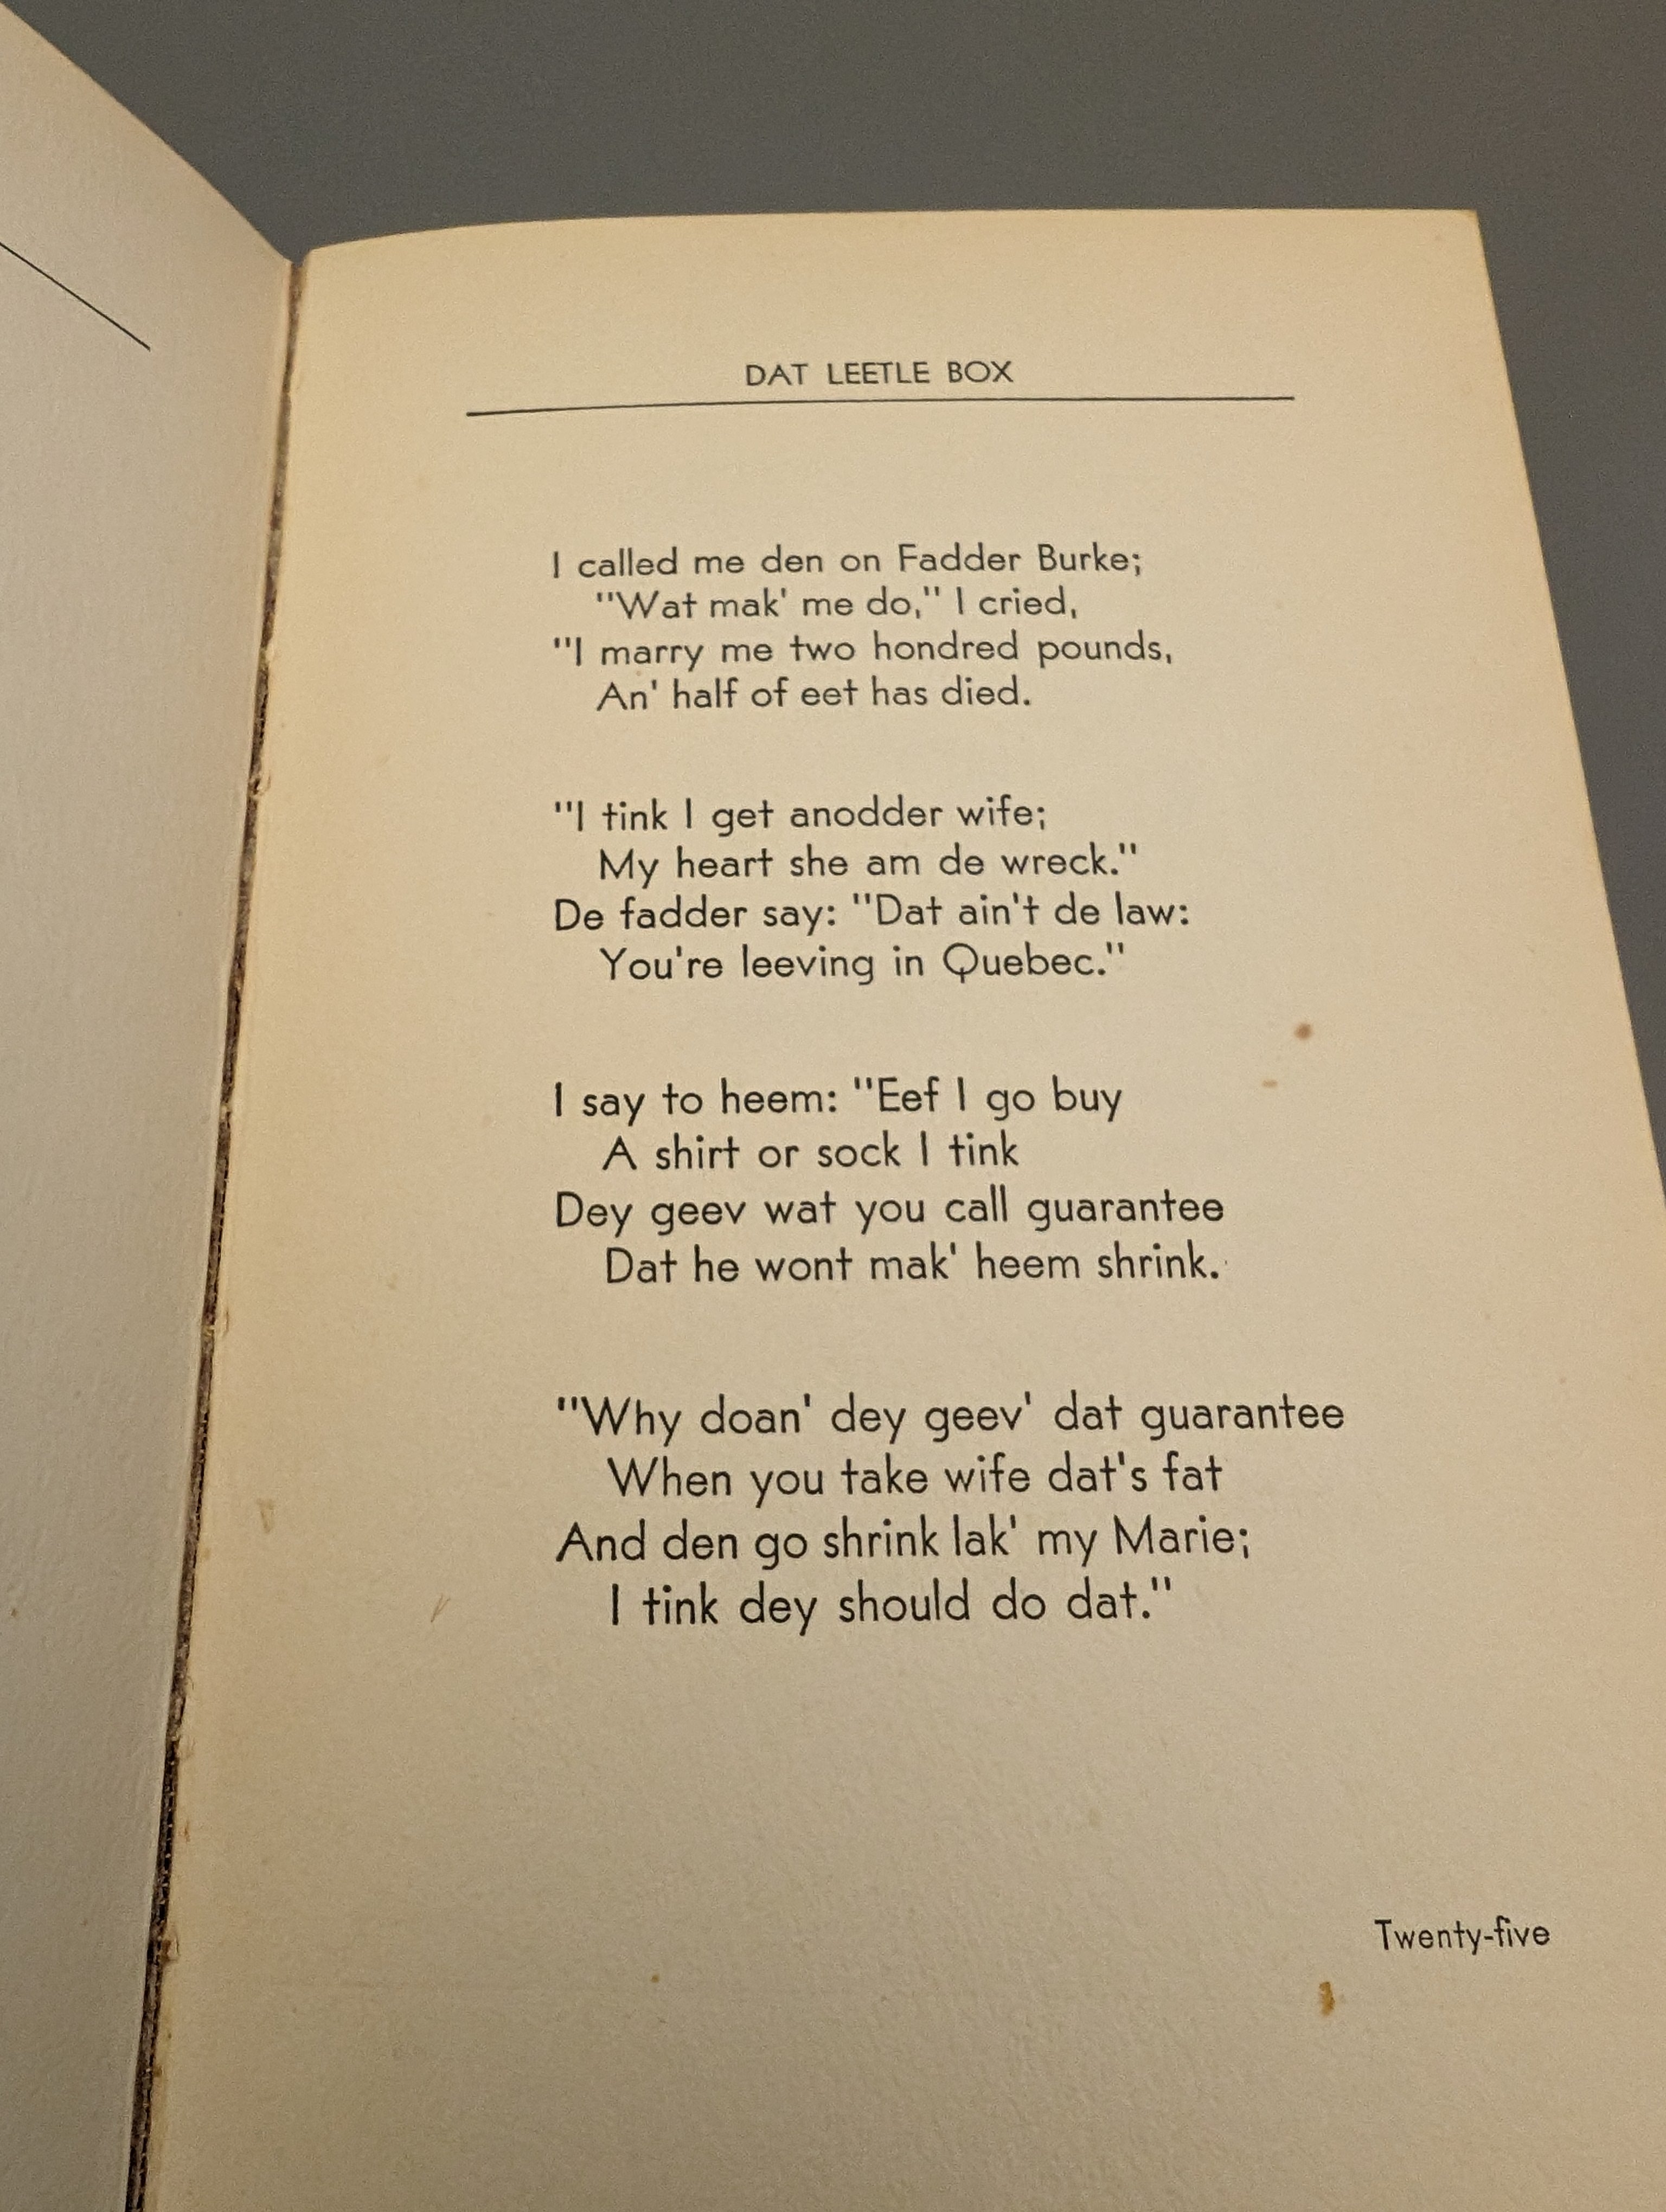 DAT LEETLE BOX
I called me den on Fadder Burke;
"Wat mak' me do," I cried,
"I marry me two hondred pounds,
An' half of eet has died.
"I tink I get anodder wife;
My heart she am de wreck."
De fadder say: "Dat ain't de law:
You're leeving in Quebec."
I say to heem: "Eef I go buy
A shirt or sock I tink
Dey geev wat you call guarantee
Dat he wont mak' heem shrink.
"Why doan' dey geev' dat guarantee
When you take wife dat's fat
And den go shrink lak' my Marie;
I tink dey should do dat."
Twenty-five